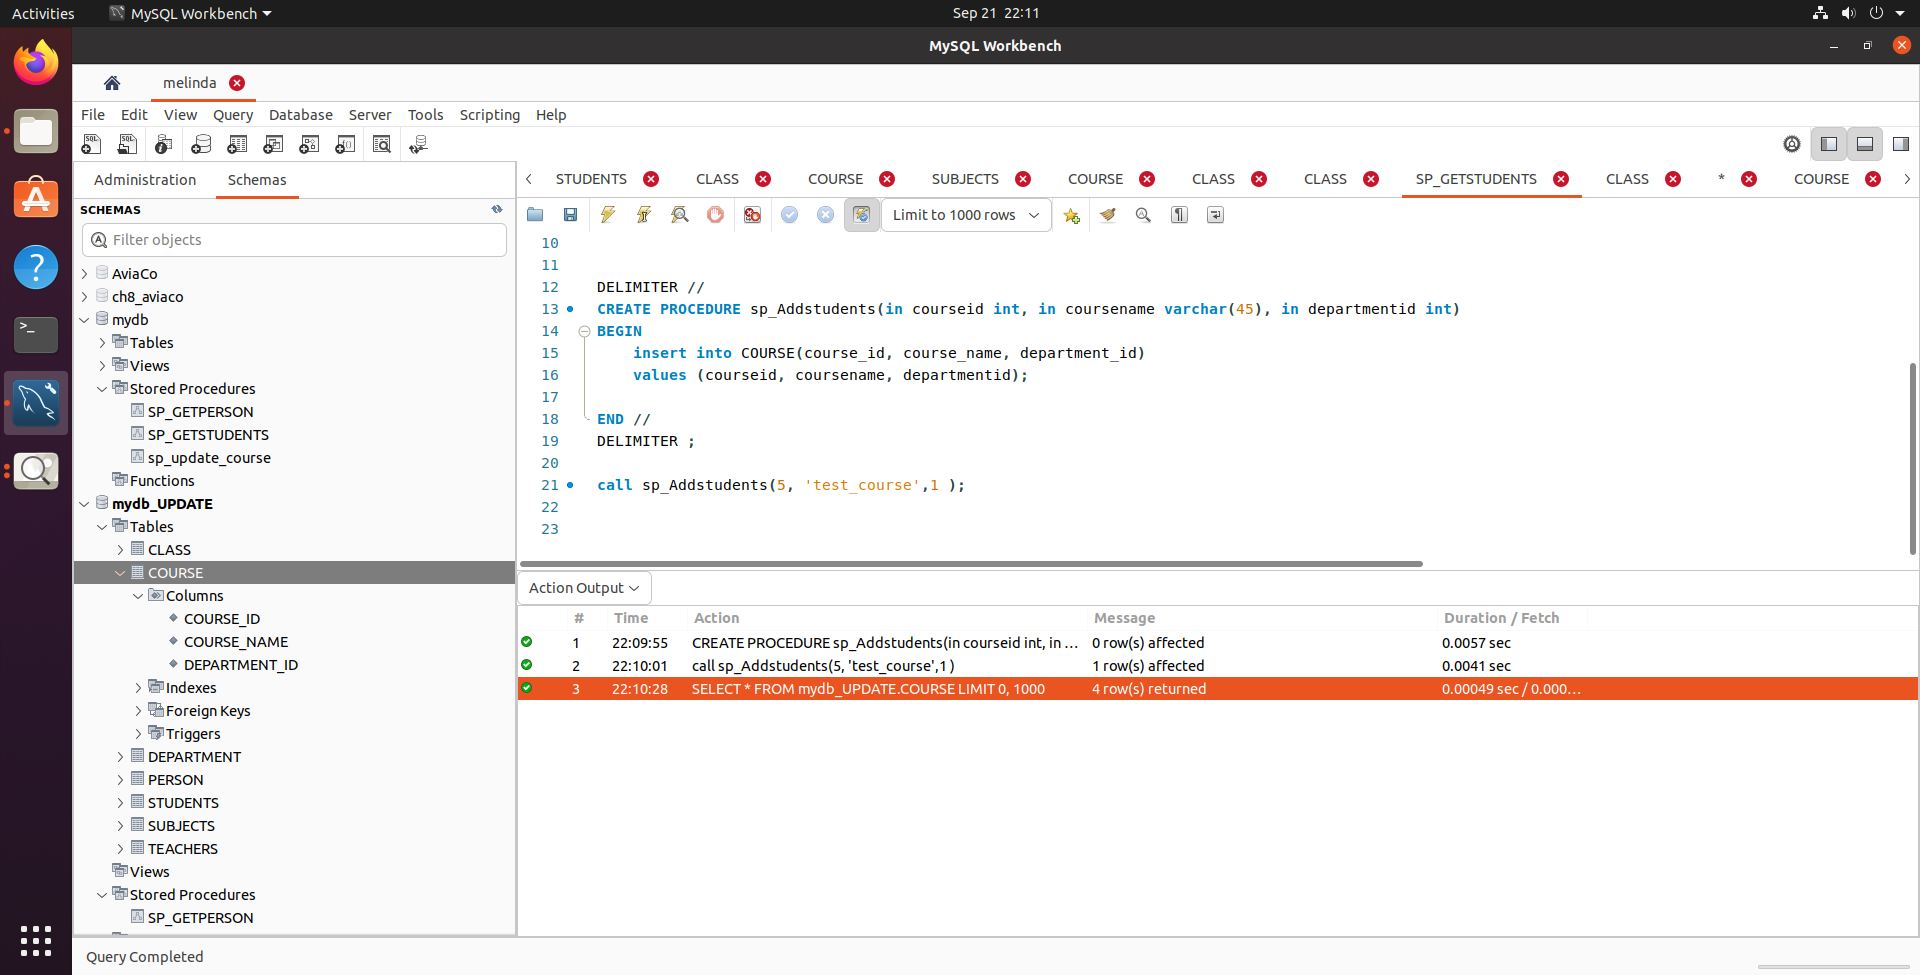 Activities MySQL Workbench Sep 21 22:11
MySQL Workbench
melinda
File Edit View Query Database Server Tools Scripting Help
Administration Schemas
STUDENTS CLASS COURSE SUBJECTS COURSE CLASS CLASS SP_GETSTUDENTS CLASS * COURSE
SCHEMAS
Filter objects
Limit to 1000 rows
AviaCo
ch8_aviaco
mydb
Tables
Views
Stored Procedures
SP_GETPERSON
SP_GETSTUDENTS
sp_update_course
Functions
mydb_UPDATE
Tables
CLASS
COURSE
Columns
COURSE_ID
COURSE_NAME
DEPARTMENT_ID
Indexes
Foreign Keys
Triggers
DEPARTMENT
PERSON
STUDENTS
SUBJECTS
TEACHERS
Views
Stored Procedures
SP_GETPERSON
10
11
12 DELIMITER //
13 CREATE PROCEDURE sp_Addstudents(in courseid int, in coursename varchar(45), in departmentid int)
14 BEGIN
15 insert into COURSE(course_id, course_name, department_id)
16 values (courseid, coursename, departmentid);
17
18 END //
19 DELIMITER ;
20
21 call sp_Addstudents(5, 'test_course',1 );
22
23
Action Output
# Time Action Message Duration / Fetch
1 22:09:55 CREATE PROCEDURE sp_Addstudents(in courseid int, in ... 0 row(s) affected 0.0057 sec
2 22:10:01 call sp_Addstudents(5, 'test_course',1 ) 1 row(s) affected 0.0041 sec
3 22:10:28 SELECT * FROM mydb_UPDATE.COURSE LIMIT 0, 1000 4 row(s) returned 0.00049 sec / 0.000...
Query Completed